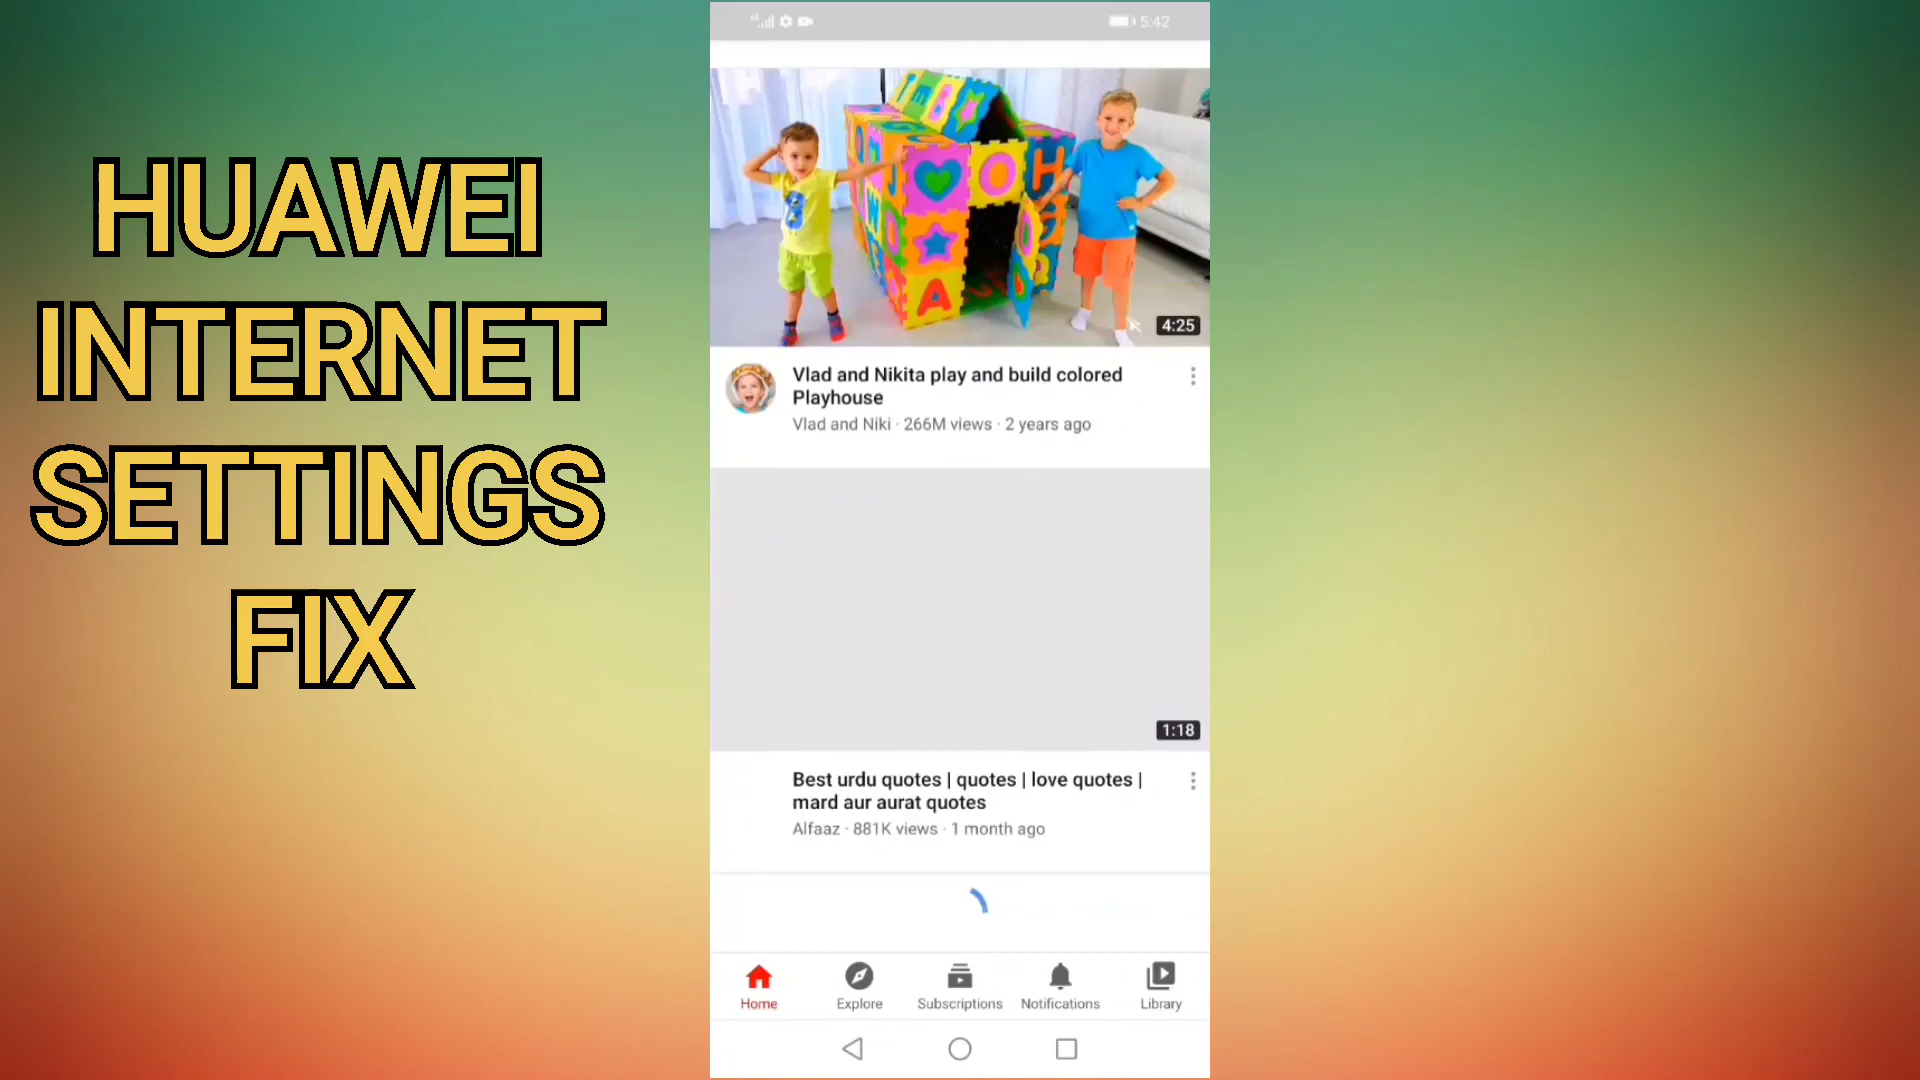 HUAWEI
INTERNET
SETTINGS
FIX
5:42
4:25
Vlad and Nikita play and build colored
Playhouse
Vlad and Niki · 266M views · 2 years ago
1:18
Best urdu quotes | quotes | love quotes |
mard aur aurat quotes
Alfaaz · 881K views · 1 month ago
Home
Explore
Subscriptions
Notifications
Library